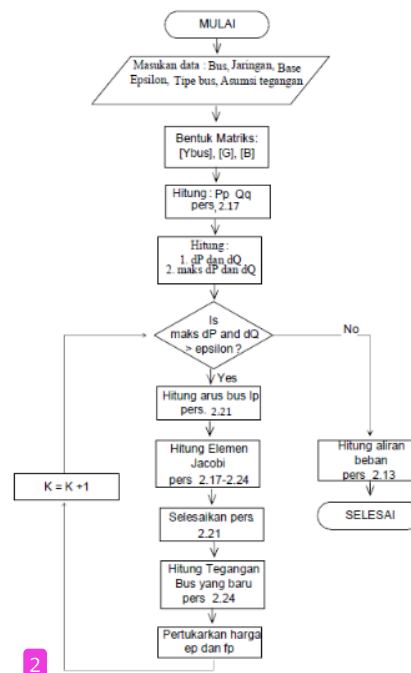 MULAI
Masukan data : Bus, Jaringan, Base
Epsilon, Tipe bus, Asumsi tegangan
Bentuk Matriks:
[Ybus], [G], [B]
Hitung : Pp Qq
pers, 2.17
Hitung :
1. dP dan dQ
2. maks dP dan dQ
Is
maks dP and dQ
> epsilon ?
No
Yes
Hitung arus bus Ip
pers. 2.21
Hitung Elemen
Jacobi
pers 2.17-2.24
Selesaikan pers
2.21
Hitung Tegangan
Bus yang baru
pers 2.24
Pertukarkan harga
ep dan fp
K = K +1
Hitung aliran
beban
pers 2.13
SELESAI
2